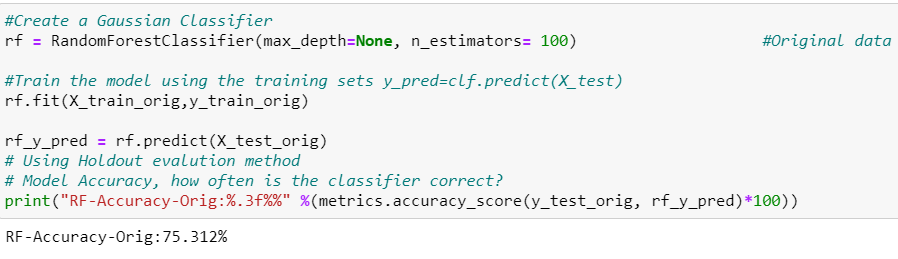 #Create a Gaussian Classifier
rf = RandomForestClassifier(max_depth=None, n_estimators= 100) #Original data
#Train the model using the training sets y_pred=clf.predict(X_test)
rf.fit(X_train_orig,y_train_orig)
rf_y_pred = rf.predict(X_test_orig)
# Using Holdout evalution method
# Model Accuracy, how often is the classifier correct?
print("RF-Accuracy-Orig:%.3f%%" %(metrics.accuracy_score(y_test_orig, rf_y_pred)*100))
RF-Accuracy-Orig:75.312%